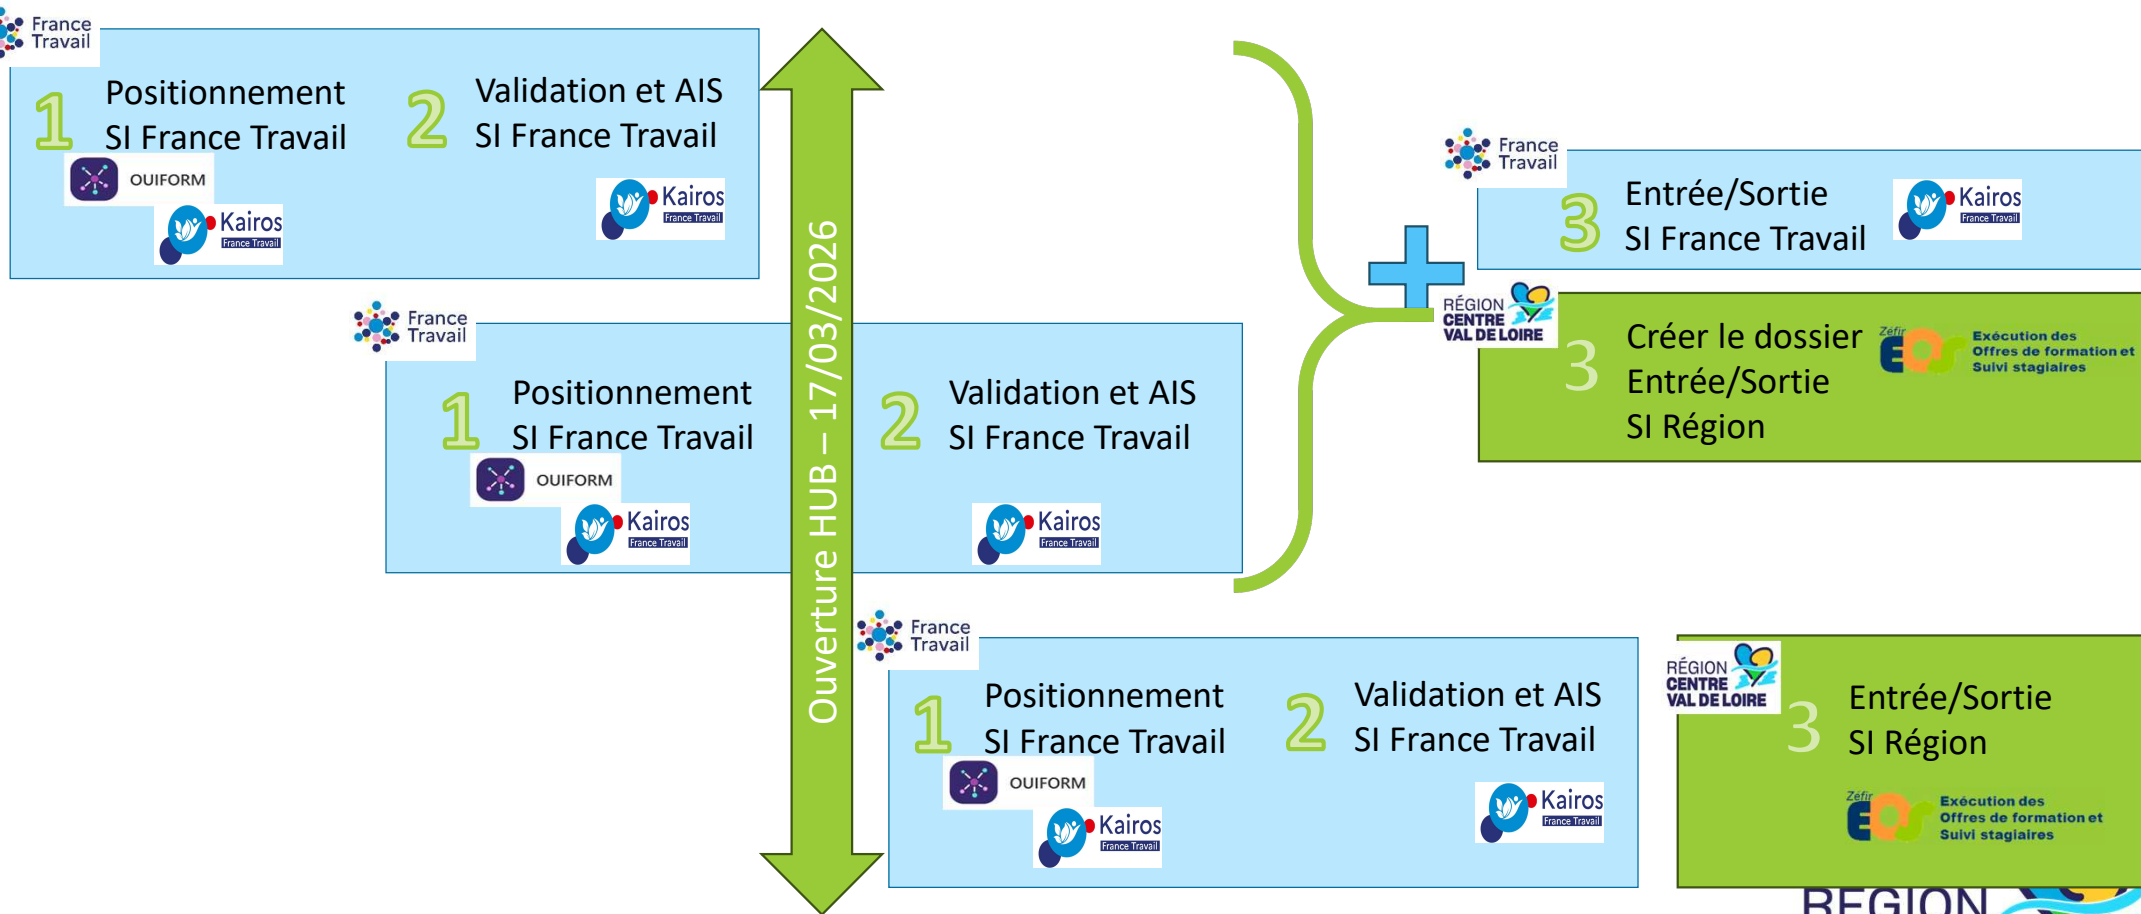 France
Travail
1
Positionnement
SI France Travail
OUIFORM
Kairos
France Travail
2
Validation et AIS
SI France Travail
Kairos
France Travail
Ouverture HUB – 17/03/2026
France
Travail
1
Positionnement
SI France Travail
OUIFORM
Kairos
France Travail
2
Validation et AIS
SI France Travail
Kairos
France Travail
France
Travail
3
Entrée/Sortie
SI France Travail
Kairos
France Travail
RÉGION
CENTRE
VAL DE LOIRE
3
Créer le dossier
Entrée/Sortie
SI Région
Zéfir
EOS
Exécution des
Offres de formation et
Suivi stagiaires
France
Travail
1
Positionnement
SI France Travail
OUIFORM
Kairos
France Travail
2
Validation et AIS
SI France Travail
Kairos
France Travail
RÉGION
CENTRE
VAL DE LOIRE
3
Entrée/Sortie
SI Région
Zéfir
EOS
Exécution des
Offres de formation et
Suivi stagiaires
RÉGION